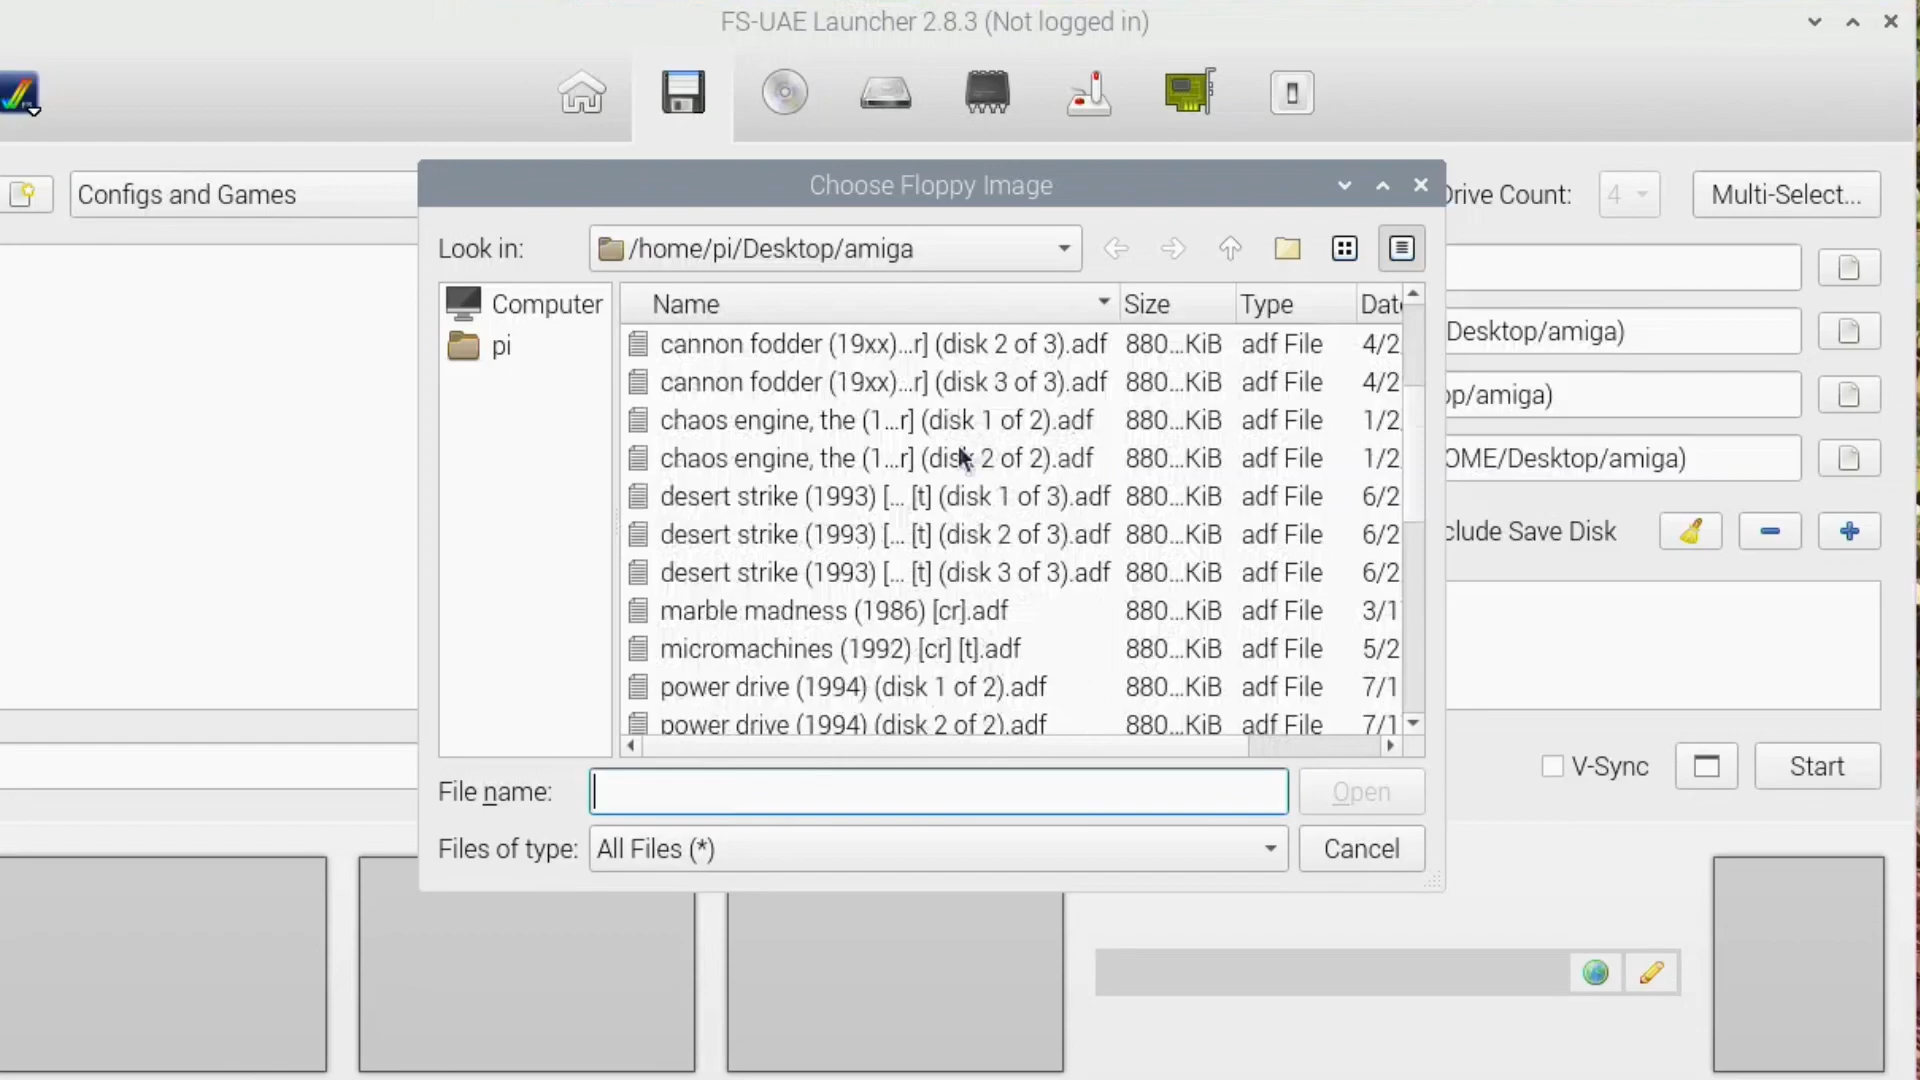 FS-UAE Launcher 2.8.3 (Not logged in)
Configs and Games
Drive Count:
4
Multi-Select...
Choose Floppy Image
Look in:
/home/pi/Desktop/amiga
Computer
pi
Name
Size
Type
Date
cannon fodder (19xx)...r] (disk 2 of 3).adf 880...KiB adf File 4/2
cannon fodder (19xx)...r] (disk 3 of 3).adf 880...KiB adf File 4/2
chaos engine, the (1...r] (disk 1 of 2).adf 880...KiB adf File 1/2
chaos engine, the (1...r] (disk 2 of 2).adf 880...KiB adf File 1/2
desert strike (1993) [... [t] (disk 1 of 3).adf 880...KiB adf File 6/2
desert strike (1993) [... [t] (disk 2 of 3).adf 880...KiB adf File 6/2
desert strike (1993) [... [t] (disk 3 of 3).adf 880...KiB adf File 6/2
marble madness (1986) [cr].adf 880...KiB adf File 3/1
micromachines (1992) [cr] [t].adf 880...KiB adf File 5/2
power drive (1994) (disk 1 of 2).adf 880...KiB adf File 7/1
power drive (1994) (disk 2 of 2).adf 880...KiB adf File 7/1
Desktop/amiga)
op/amiga)
OME/Desktop/amiga)
clude Save Disk
V-Sync
Start
File name:
Open
Files of type:
All Files (*)
Cancel